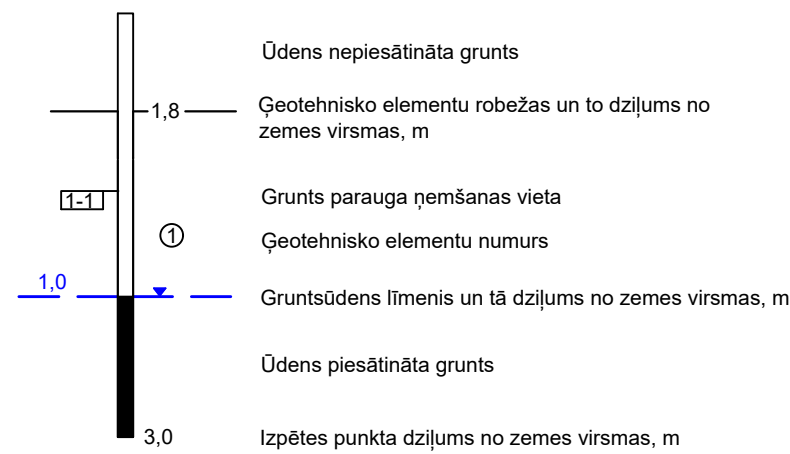 Ūdens nepiesātināta grunts
1,8
Ģeotehnisko elementu robežas un to dziļums no
zemes virsmas, m
1-1
Grunts parauga ņemšanas vieta
1
Ģeotehnisko elementu numurs
1,0
Gruntsūdens līmenis un tā dziļums no zemes virsmas, m
Ūdens piesātināta grunts
3,0
Izpētes punkta dziļums no zemes virsmas, m